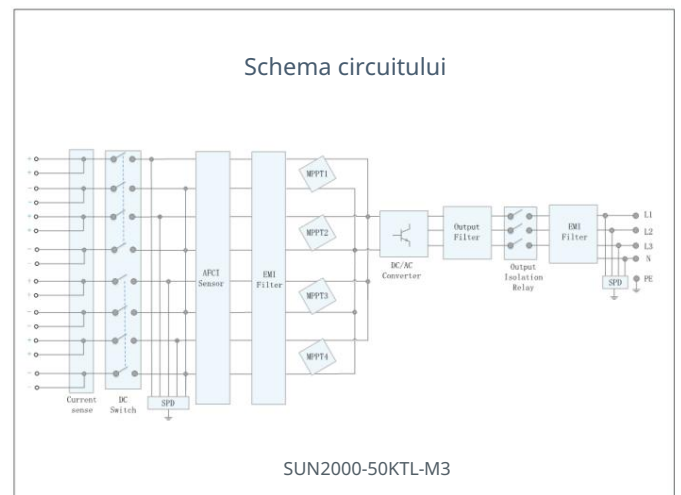 Schema circuitului
MPPT1
MPPT2
MPPT3
MPPT4
AFCI
Sensor
EMI
Filter
DC/AC
Converter
Output
Filter
Output
Isolation
Relay
EMI
Filter
L1
L2
L3
N
PE
SPD
Current
sense
DC
Switch
SPD
SUN2000-50KTL-M3